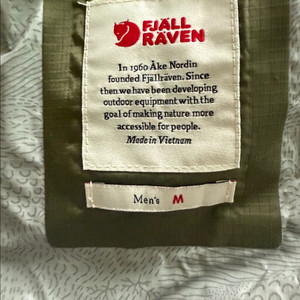 FJÄLL
RÄVEN
In 1960 Åke Nordin
founded Fjällräven. Since
then we have been developing
outdoor equipment with the
goal of making nature more
accessible for people.
Made in Vietnam
Men's M